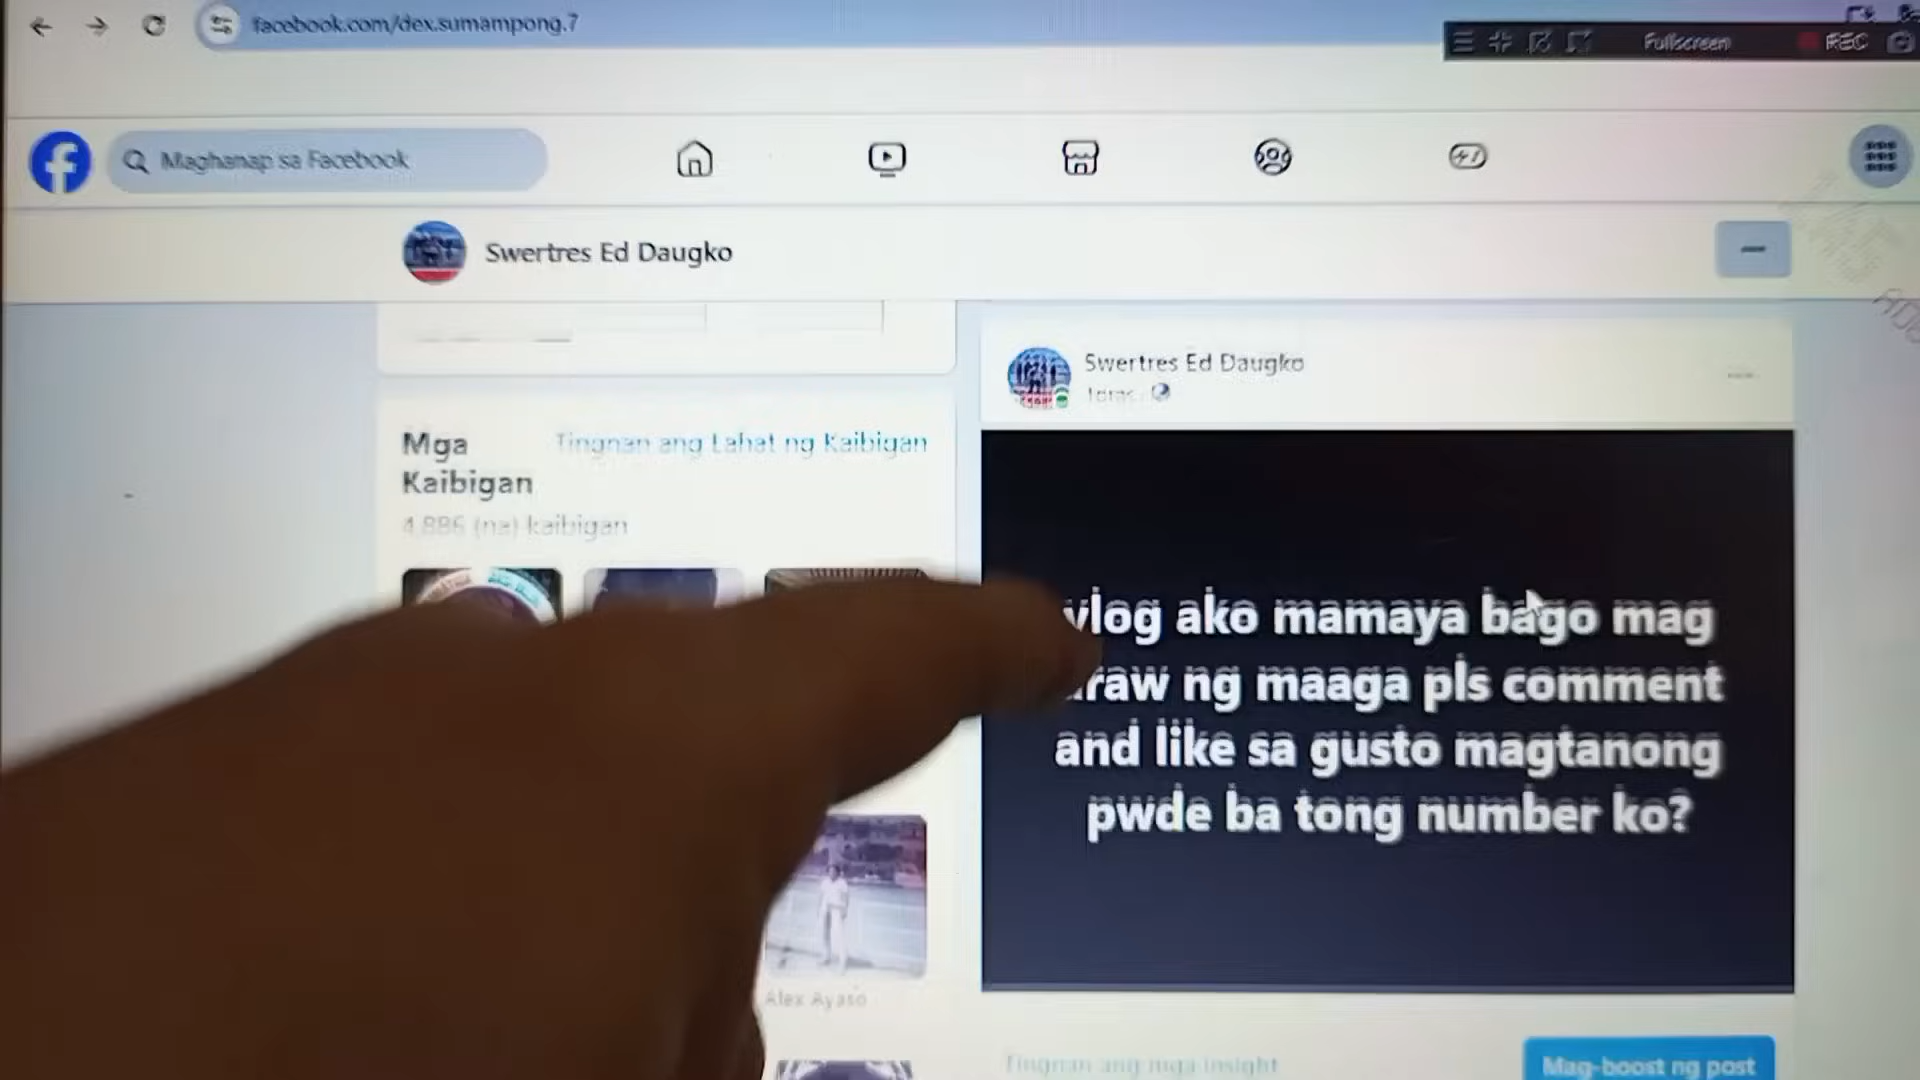 facebook.com/dex.sumampong.7
Fullscreen
REC
Maghanap sa Facebook
Swertres Ed Daugko
Swertres Ed Daugko
Mga
Kaibigan
Tingnan ang Lahat ng Kaibigan
4,886 (na) kaibigan
vlog ako mamaya bago mag
raw ng maaga pls comment
and like sa gusto magtanong
pwde ba tong number ko?
Alex Ayaso
Tingnan ang mga insight
Mag-boost ng post